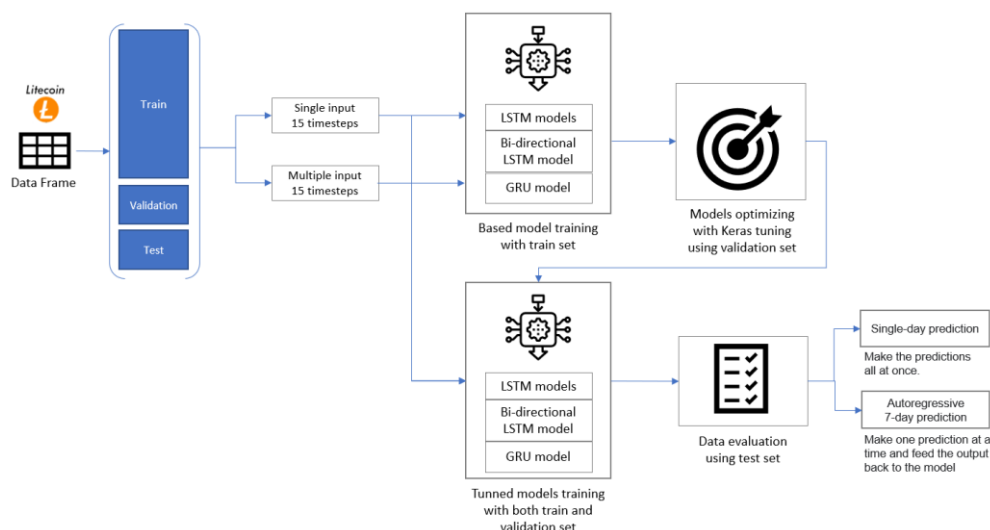 Litecoin
Data Frame
Train
Validation
Test
Single input
15 timesteps
Multiple input
15 timesteps
LSTM models
Bi-directional
LSTM model
GRU model
Based model training
with train set
Models optimizing
with Keras tuning
using validation set
LSTM models
Bi-directional
LSTM model
GRU model
Tunned models training
with both train and
validation set
Data evaluation
using test set
Single-day prediction
Make the predictions
all at once.
Autoregressive
7-day prediction
Make one prediction at a
time and feed the output
back to the model